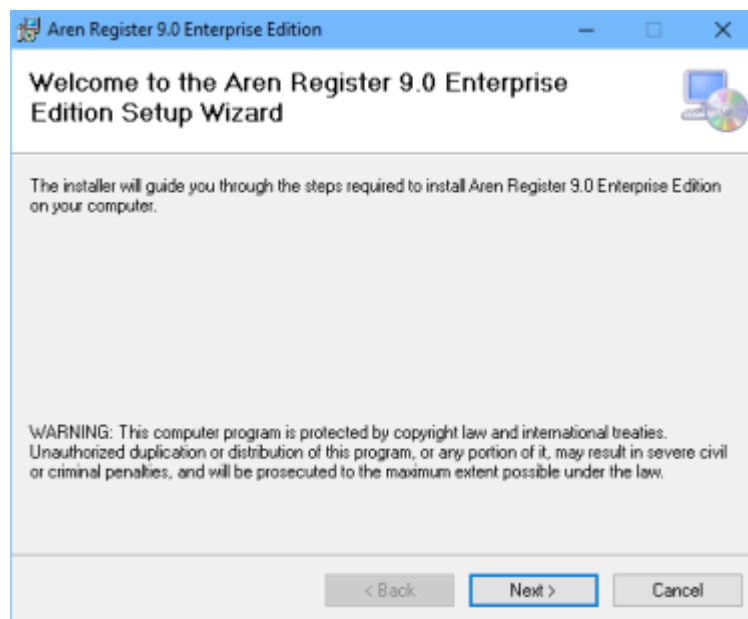 Aren Register 9.0 Enterprise Edition
Welcome to the Aren Register 9.0 Enterprise
Edition Setup Wizard
The installer will guide you through the steps required to install Aren Register 9.0 Enterprise Edition
on your computer.
WARNING: This computer program is protected by copyright law and international treaties.
Unauthorized duplication or distribution of this program, or any portion of it, may result in severe civil
or criminal penalties, and will be prosecuted to the maximum extent possible under the law.
< Back Next > Cancel